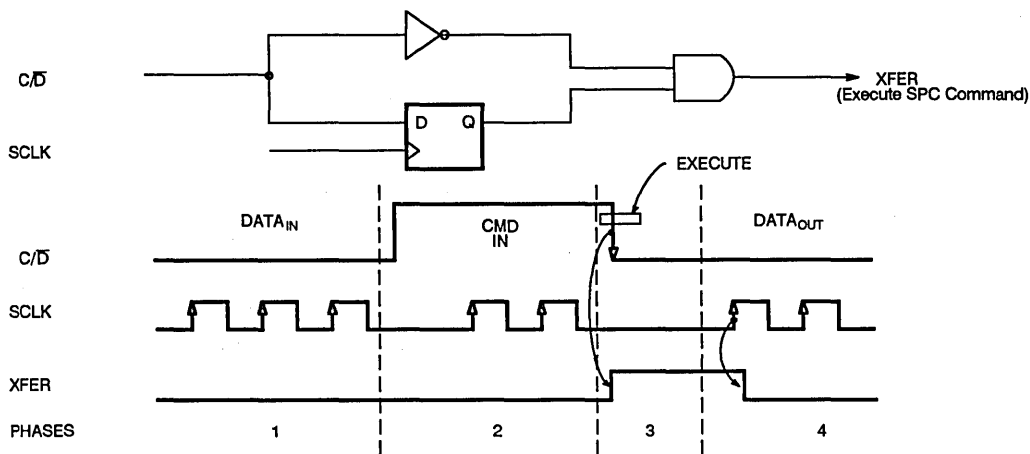 C/D̅
D Q
XFER
(Execute SPC Command)
SCLK
EXECUTE
DATAIN
CMD
IN
DATAOUT
C/D̅
SCLK
XFER
PHASES 1 2 3 4